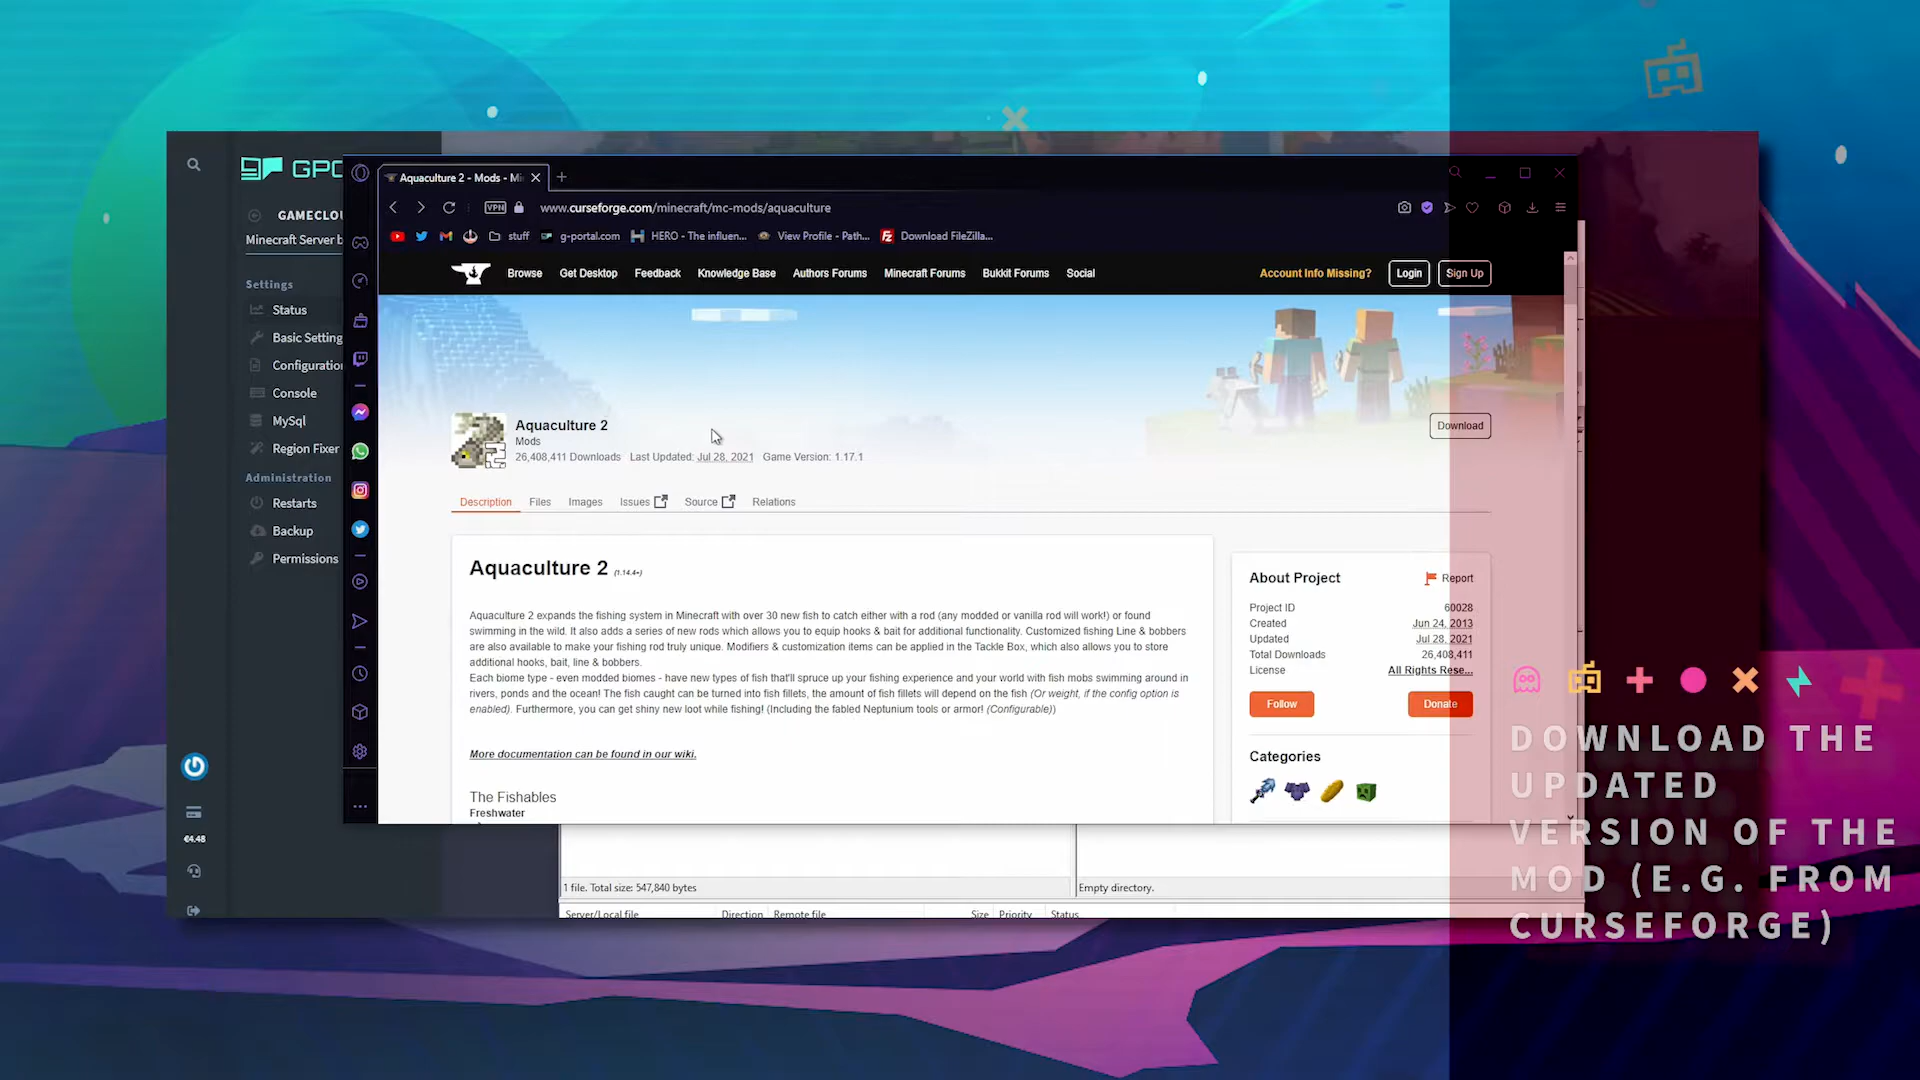 GPO
GAMECLOU
Minecraft Server b
Settings
Status
Basic Setting
Configuration
Console
MySql
Region Fixer
Administration
Restarts
Backup
Permissions
€4.48
Aquaculture 2 - Mods - Mi
VPN
www.curseforge.com/minecraft/mc-mods/aquaculture
stuff
g-portal.com
HERO - The influen...
View Profile - Path...
Download FileZilla...
Browse
Get Desktop
Feedback
Knowledge Base
Authors Forums
Minecraft Forums
Bukkit Forums
Social
Account Info Missing?
Login
Sign Up
Aquaculture 2
Mods
26,408,411 Downloads Last Updated: Jul 28, 2021 Game Version: 1.17.1
Download
Description
Files
Images
Issues
Source
Relations
Aquaculture 2 (1.14.4+)
Aquaculture 2 expands the fishing system in Minecraft with over 30 new fish to catch either with a rod (any modded or vanilla rod will work!) or found
swimming in the wild. It also adds a series of new rods which allows you to equip hooks & bait for additional functionality. Customized fishing Line & bobbers
are also available to make your fishing rod truly unique. Modifiers & customization items can be applied in the Tackle Box, which also allows you to store
additional hooks, bait, line & bobbers.
Each biome type - even modded biomes - have new types of fish that'll spruce up your fishing experience and your world with fish mobs swimming around in
rivers, ponds and the ocean! The fish caught can be turned into fish fillets, the amount of fish fillets will depend on the fish (Or weight, if the config option is
enabled). Furthermore, you can get shiny new loot while fishing! (Including the fabled Neptunium tools or armor! (Configurable))
More documentation can be found in our wiki.
The Fishables
Freshwater
About Project
Report
Project ID 60028
Created Jun 24, 2013
Updated Jul 28, 2021
Total Downloads 26,408,411
License All Rights Rese...
Follow
Donate
Categories
1 file. Total size: 547,840 bytes
Empty directory.
Server/Local file
Direction
Remote file
Size
Priority
Status
DOWNLOAD THE
UPDATED
VERSION OF THE
MOD (E.G. FROM
CURSEFORGE)